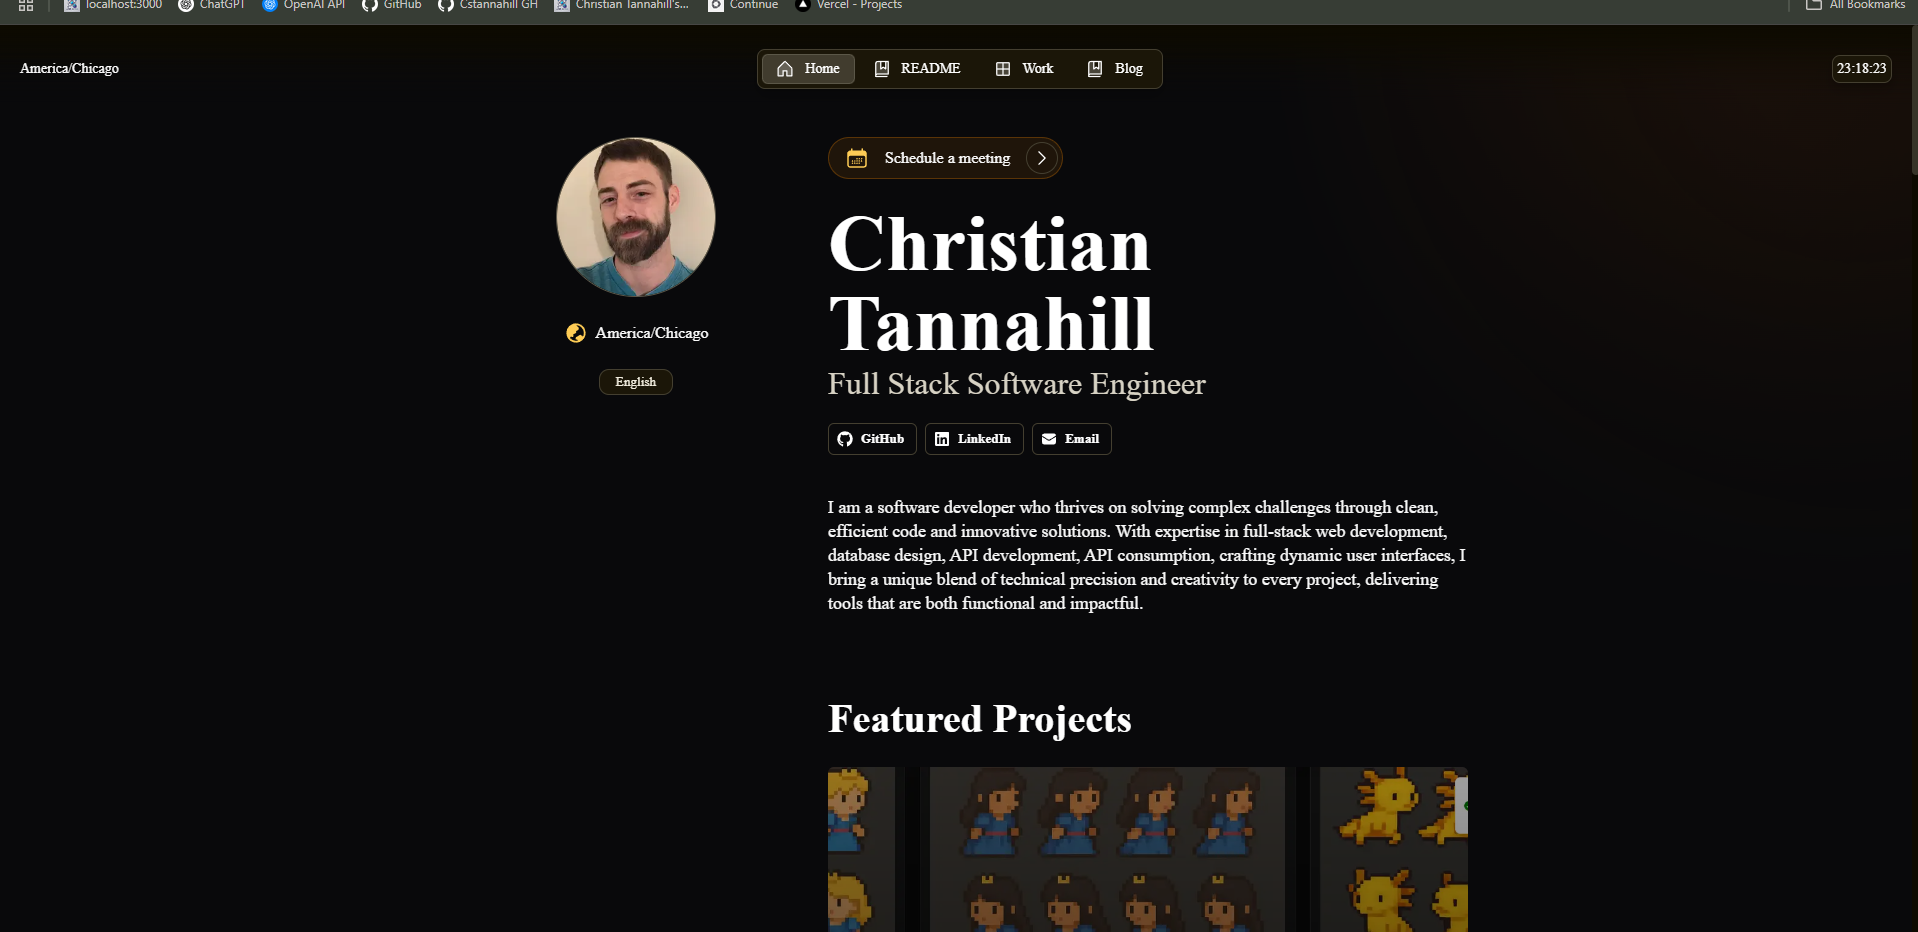 localhost:3000 ChatGPT OpenAI API GitHub Cstannahill GH Christian Tannahill's... Continue Vercel - Projects All Bookmarks
America/Chicago Home README Work Blog 23:18:23
Schedule a meeting
Christian
Tannahill
America/Chicago
English
Full Stack Software Engineer
GitHub LinkedIn Email
I am a software developer who thrives on solving complex challenges through clean,
efficient code and innovative solutions. With expertise in full-stack web development,
database design, API development, API consumption, crafting dynamic user interfaces, I
bring a unique blend of technical precision and creativity to every project, delivering
tools that are both functional and impactful.
Featured Projects